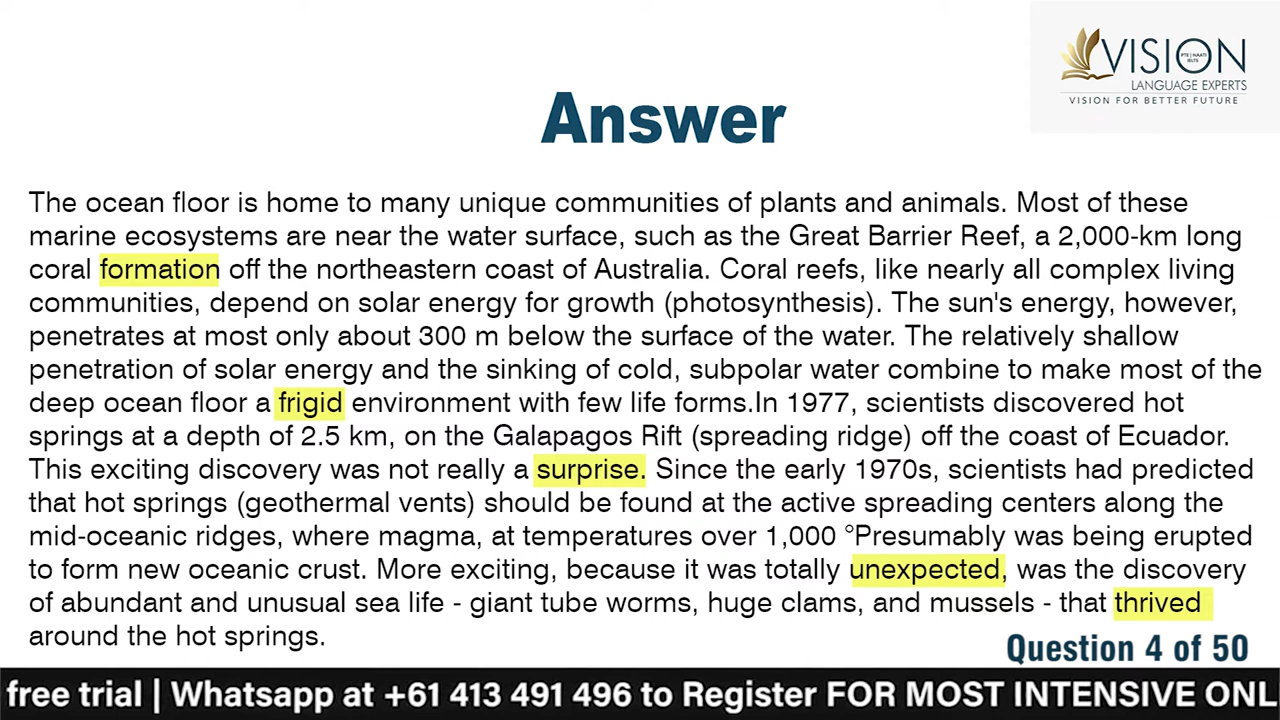 VISION
PTE | NAATI
IELTS
LANGUAGE EXPERTS
VISION FOR BETTER FUTURE
Answer
The ocean floor is home to many unique communities of plants and animals. Most of these
marine ecosystems are near the water surface, such as the Great Barrier Reef, a 2,000-km long
coral formation off the northeastern coast of Australia. Coral reefs, like nearly all complex living
communities, depend on solar energy for growth (photosynthesis). The sun's energy, however,
penetrates at most only about 300 m below the surface of the water. The relatively shallow
penetration of solar energy and the sinking of cold, subpolar water combine to make most of the
deep ocean floor a frigid environment with few life forms.In 1977, scientists discovered hot
springs at a depth of 2.5 km, on the Galapagos Rift (spreading ridge) off the coast of Ecuador.
This exciting discovery was not really a surprise. Since the early 1970s, scientists had predicted
that hot springs (geothermal vents) should be found at the active spreading centers along the
mid-oceanic ridges, where magma, at temperatures over 1,000 °Presumably was being erupted
to form new oceanic crust. More exciting, because it was totally unexpected, was the discovery
of abundant and unusual sea life - giant tube worms, huge clams, and mussels - that thrived
around the hot springs.
Question 4 of 50
free trial | Whatsapp at +61 413 491 496 to Register FOR MOST INTENSIVE ONL